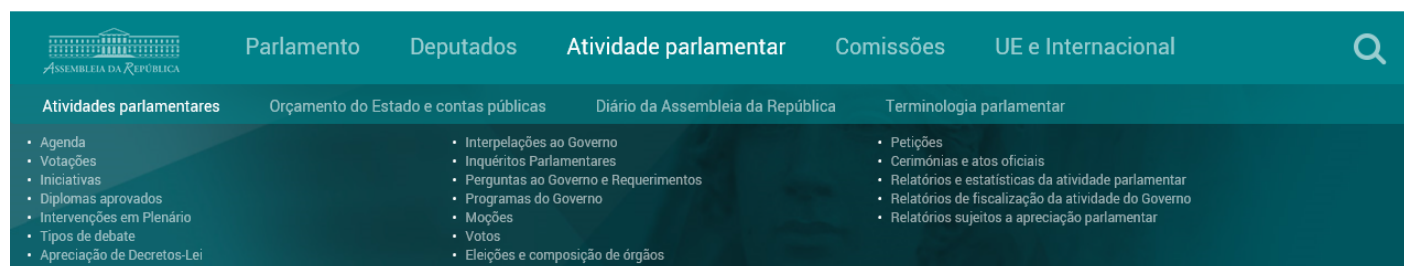 ASSEMBLEIA DA REPÚBLICA
Parlamento
Deputados
Atividade parlamentar
Comissões
UE e Internacional
Atividades parlamentares
Orçamento do Estado e contas públicas
Diário da Assembleia da República
Terminologia parlamentar
• Agenda
• Votações
• Iniciativas
• Diplomas aprovados
• Intervenções em Plenário
• Tipos de debate
• Apreciação de Decretos-Lei
• Interpelações ao Governo
• Inquéritos Parlamentares
• Perguntas ao Governo e Requerimentos
• Programas do Governo
• Moções
• Votos
• Eleições e composição de órgãos
• Petições
• Cerimónias e atos oficiais
• Relatórios e estatísticas da atividade parlamentar
• Relatórios de fiscalização da atividade do Governo
• Relatórios sujeitos a apreciação parlamentar